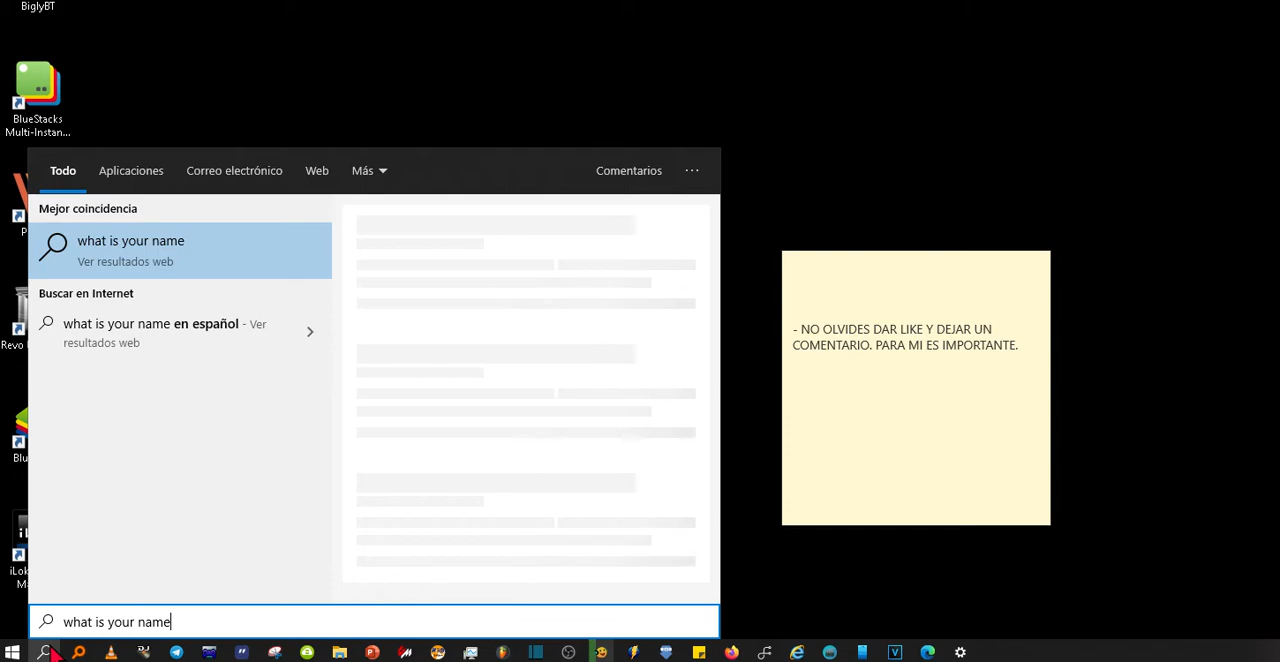 BiglyBT
BlueStacks
Multi-Instan...
Todo
Aplicaciones
Correo electrónico
Web
Más
Comentarios
Mejor coincidencia
what is your name
Ver resultados web
Buscar en Internet
what is your name en español - Ver
resultados web
what is your name
- NO OLVIDES DAR LIKE Y DEJAR UN
COMENTARIO. PARA MI ES IMPORTANTE.